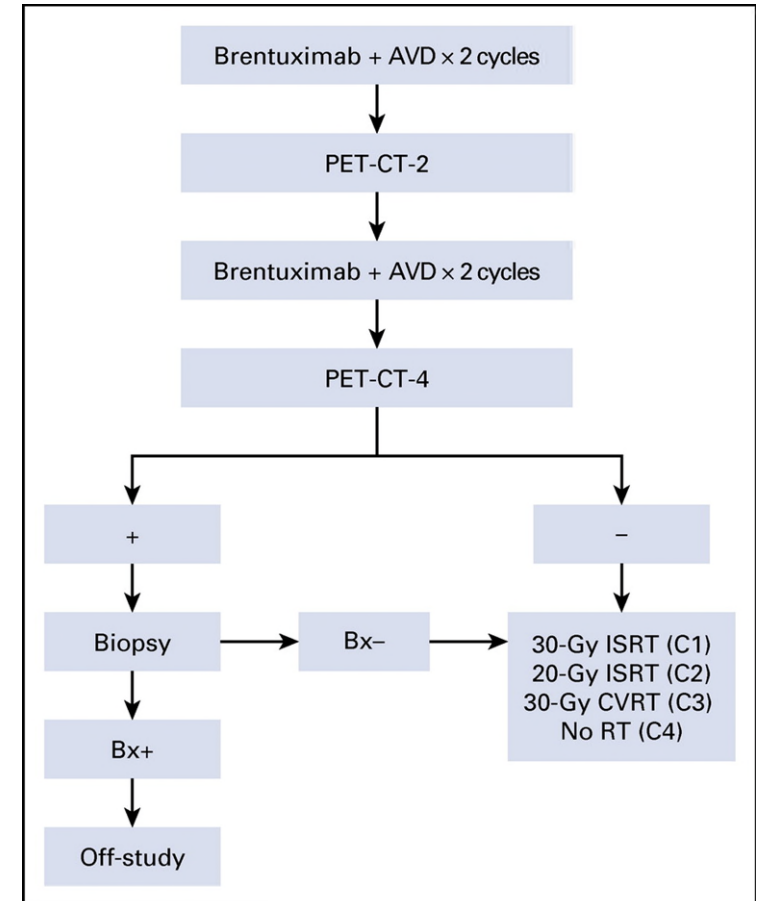 Brentuximab + AVD × 2 cycles
PET-CT-2
Brentuximab + AVD × 2 cycles
PET-CT-4
+
–
Biopsy
Bx–
30-Gy ISRT (C1)
20-Gy ISRT (C2)
30-Gy CVRT (C3)
No RT (C4)
Bx+
Off-study